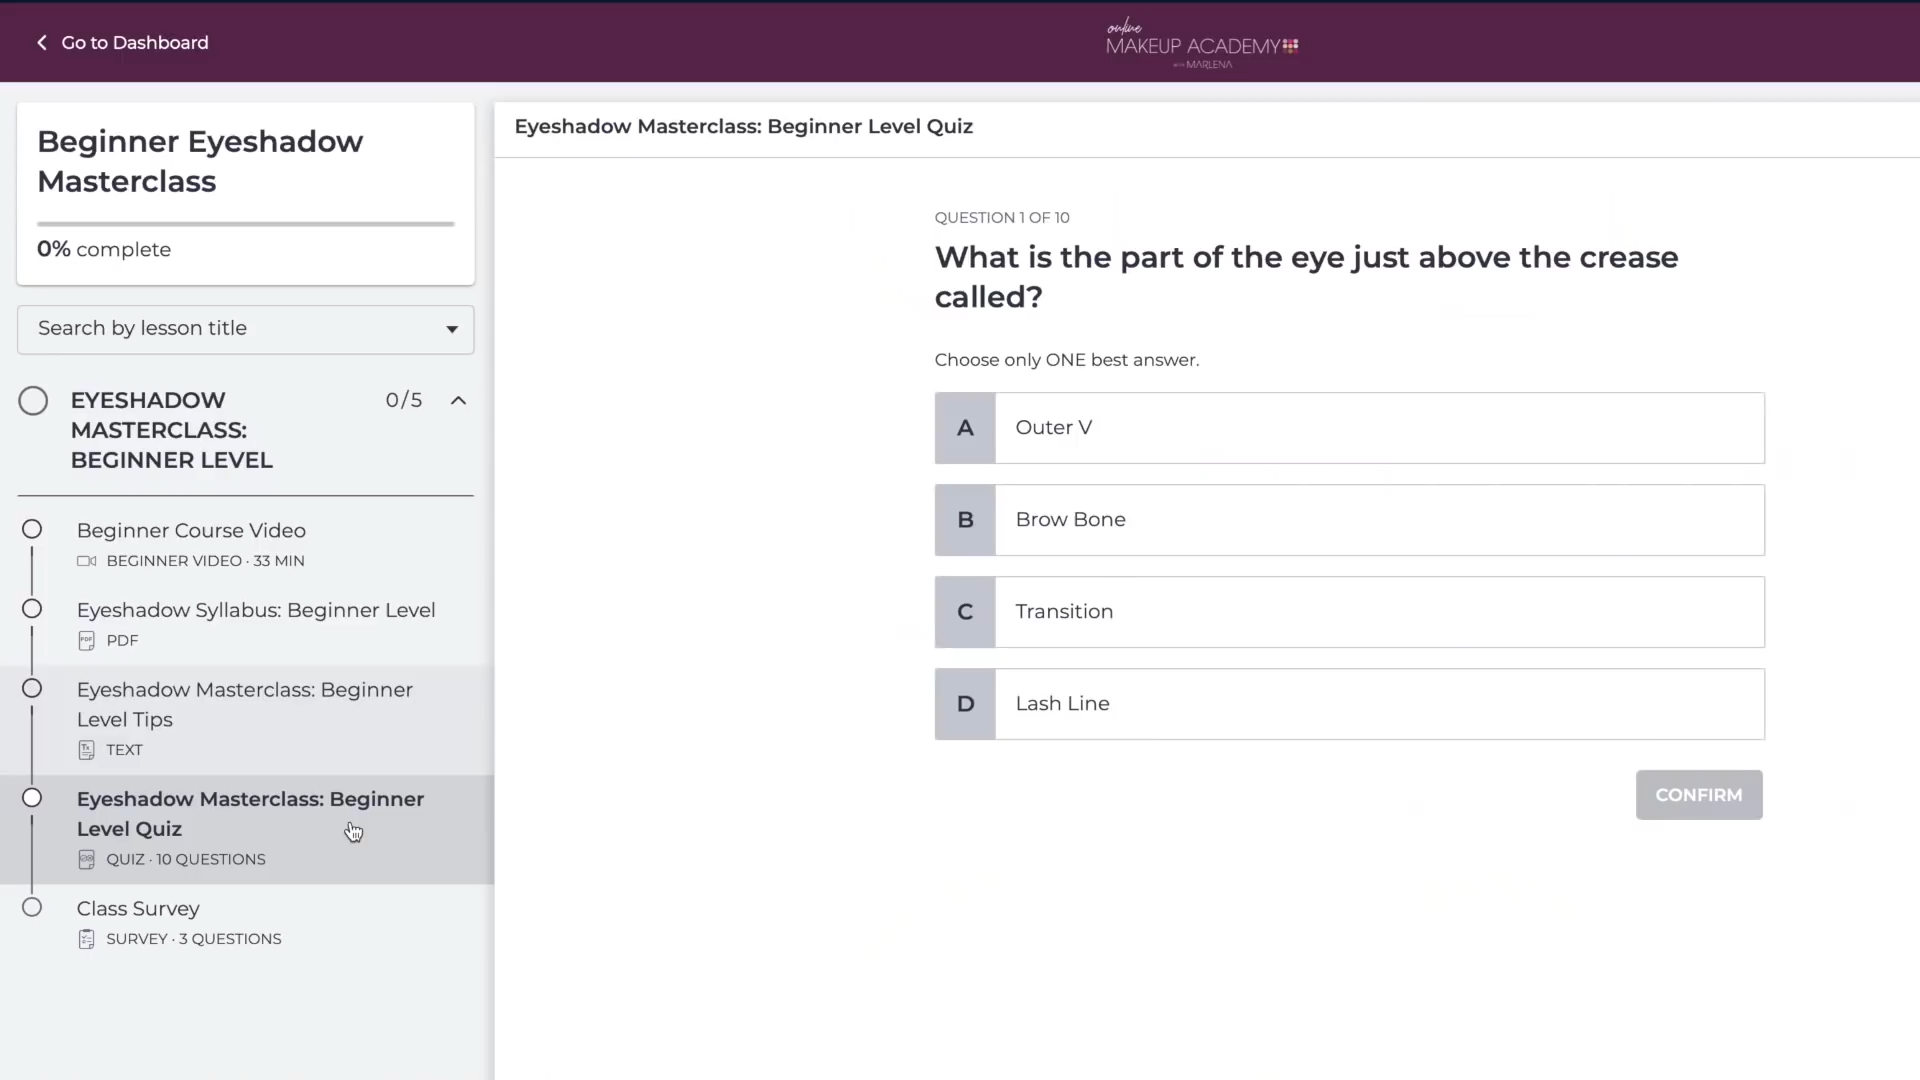 Go to Dashboard
online
MAKEUP ACADEMY
with MARLENA
Beginner Eyeshadow
Masterclass
0% complete
Search by lesson title
EYESHADOW
MASTERCLASS:
BEGINNER LEVEL
0/5
Beginner Course Video
BEGINNER VIDEO · 33 MIN
Eyeshadow Syllabus: Beginner Level
PDF
Eyeshadow Masterclass: Beginner
Level Tips
TEXT
Eyeshadow Masterclass: Beginner
Level Quiz
QUIZ · 10 QUESTIONS
Class Survey
SURVEY · 3 QUESTIONS
Eyeshadow Masterclass: Beginner Level Quiz
QUESTION 1 OF 10
What is the part of the eye just above the crease
called?
Choose only ONE best answer.
A Outer V
B Brow Bone
C Transition
D Lash Line
CONFIRM